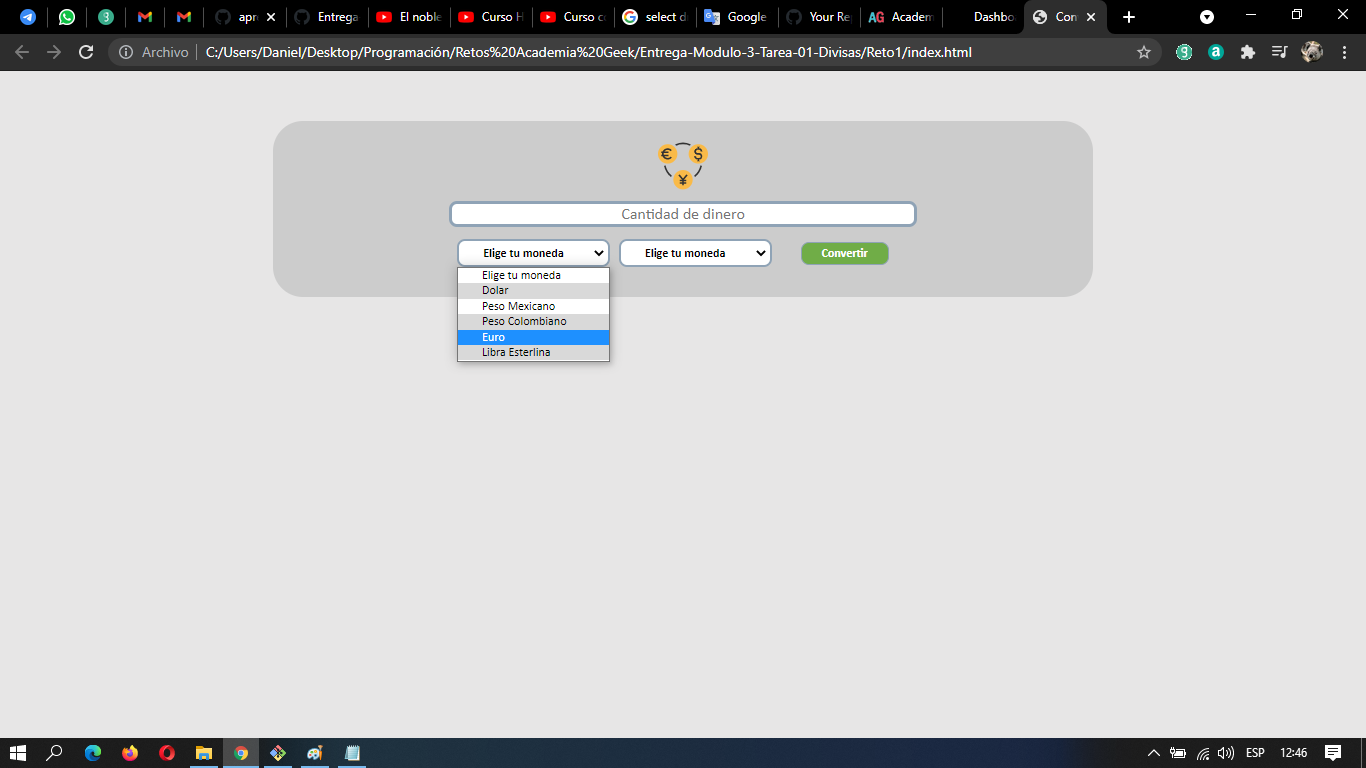 apr
Entrega
El noble
Curso H
Curso c
select d
Google
Your Re
AG Academ
Dashbo
Con
Archivo
C:/Users/Daniel/Desktop/Programación/Retos%20Academia%20Geek/Entrega-Modulo-3-Tarea-01-Divisas/Reto1/index.html
€ $
¥
Cantidad de dinero
Elige tu moneda Elige tu moneda Convertir
Elige tu moneda
Dolar
Peso Mexicano
Peso Colombiano
Euro
Libra Esterlina
ESP 12:46